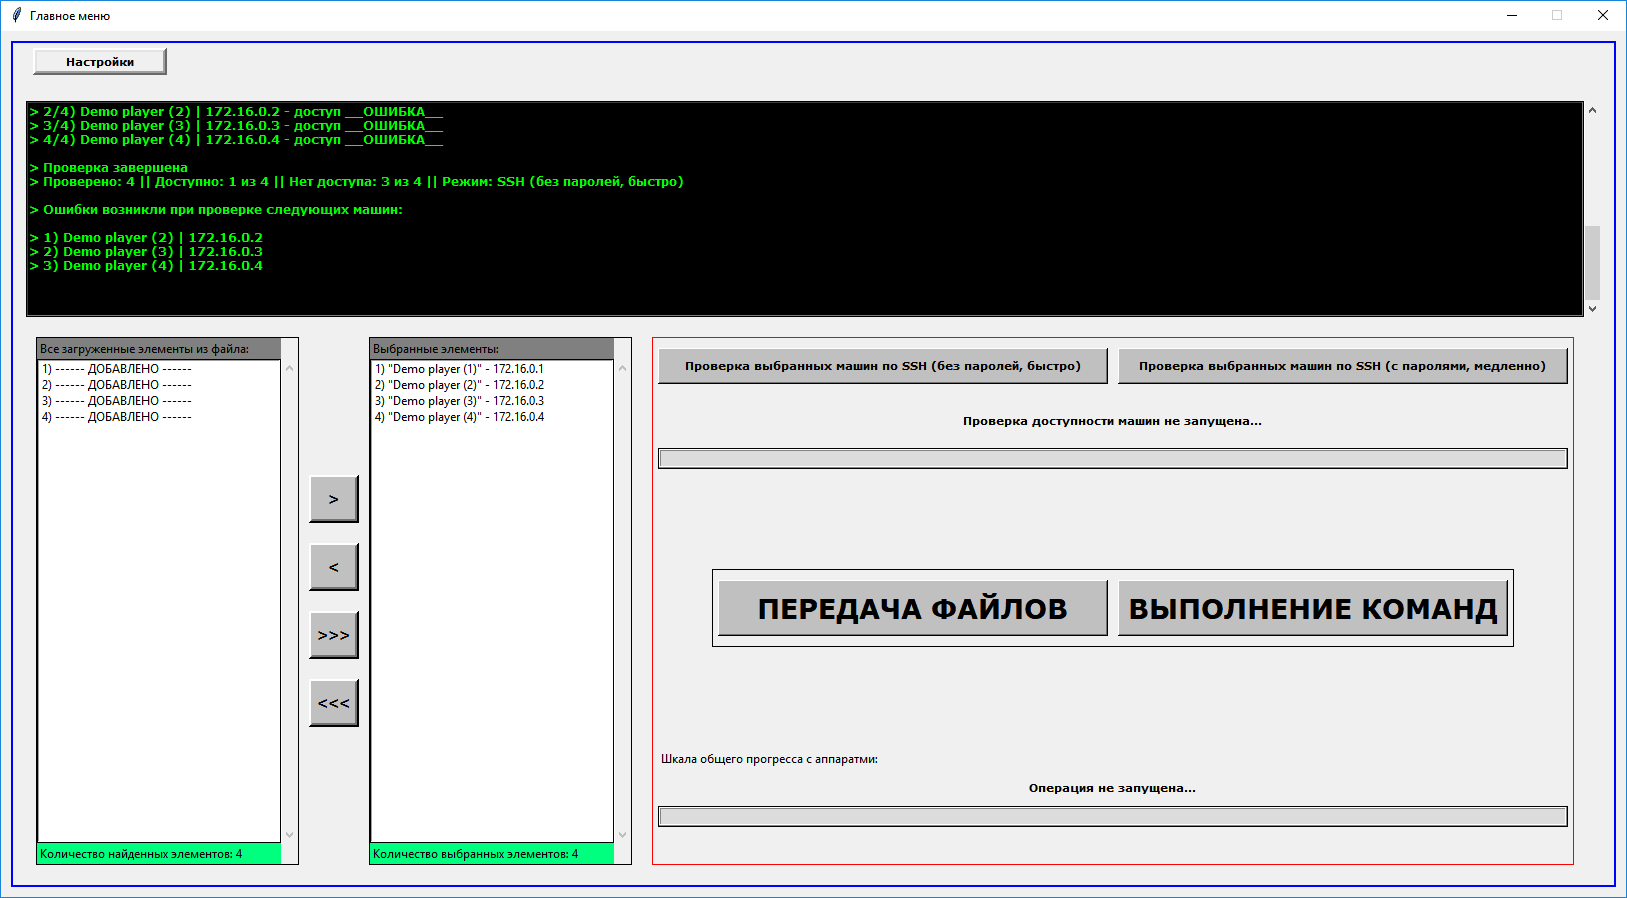 Главное меню
Настройки
> 2/4) Demo player (2) | 172.16.0.2 - доступ __ОШИБКА__
> 3/4) Demo player (3) | 172.16.0.3 - доступ __ОШИБКА__
> 4/4) Demo player (4) | 172.16.0.4 - доступ __ОШИБКА__
> Проверка завершена
> Проверено: 4 || Доступно: 1 из 4 || Нет доступа: 3 из 4 || Режим: SSH (без паролей, быстро)
> Ошибки возникли при проверке следующих машин:
> 1) Demo player (2) | 172.16.0.2
> 2) Demo player (3) | 172.16.0.3
> 3) Demo player (4) | 172.16.0.4
Все загруженные элементы из файла:
1) ------ ДОБАВЛЕНО ------
2) ------ ДОБАВЛЕНО ------
3) ------ ДОБАВЛЕНО ------
4) ------ ДОБАВЛЕНО ------
Количество найденных элементов: 4
>
<
>>>
<<<
Выбранные элементы:
1) "Demo player (1)" - 172.16.0.1
2) "Demo player (2)" - 172.16.0.2
3) "Demo player (3)" - 172.16.0.3
4) "Demo player (4)" - 172.16.0.4
Количество выбранных элементов: 4
Проверка выбранных машин по SSH (без паролей, быстро)
Проверка выбранных машин по SSH (с паролями, медленно)
Проверка доступности машин не запущена...
ПЕРЕДАЧА ФАЙЛОВ
ВЫПОЛНЕНИЕ КОМАНД
Шкала общего прогресса с аппаратми:
Операция не запущена...